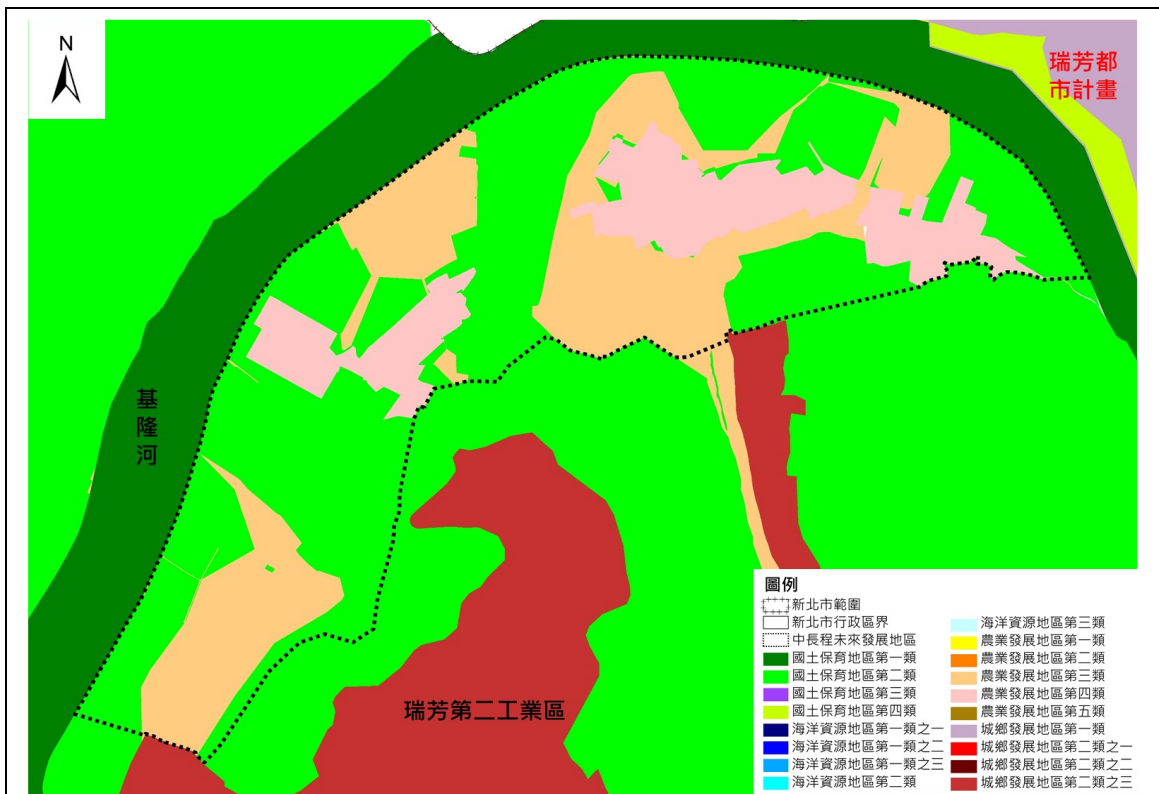 N
瑞芳都
市計畫
基
隆
河
瑞芳第二工業區
圖例
新北市範圍
新北市行政區界
中長程未來發展地區
國土保育地區第一類
國土保育地區第二類
國土保育地區第三類
國土保育地區第四類
海洋資源地區第一類之一
海洋資源地區第一類之二
海洋資源地區第一類之三
海洋資源地區第二類
海洋資源地區第三類
農業發展地區第一類
農業發展地區第二類
農業發展地區第三類
農業發展地區第四類
農業發展地區第五類
城鄉發展地區第一類
城鄉發展地區第二類之一
城鄉發展地區第二類之二
城鄉發展地區第二類之三